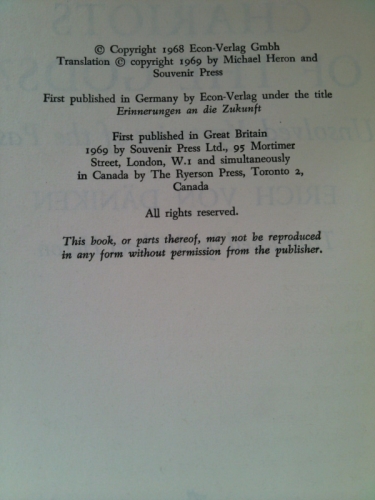 © Copyright 1968 Econ-Verlag Gmbh
Translation © copyright 1969 by Michael Heron and
Souvenir Press
First published in Germany by Econ-Verlag under the title
Erinnerungen an die Zukunft
First published in Great Britain
1969 by Souvenir Press Ltd., 95 Mortimer
Street, London, W.1 and simultaneously
in Canada by The Ryerson Press, Toronto 2,
Canada
All rights reserved.
This book, or parts thereof, may not be reproduced
in any form without permission from the publisher.